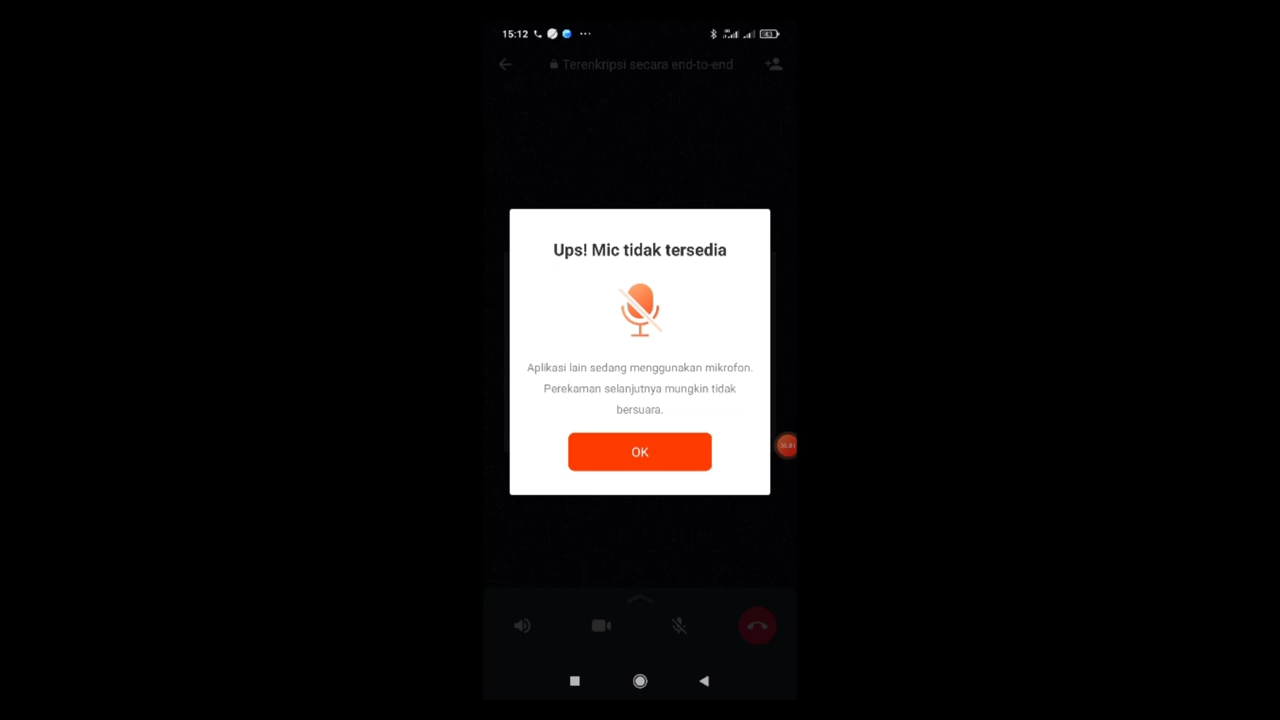 15:12
Terenkripsi secara end-to-end
Ups! Mic tidak tersedia
Aplikasi lain sedang menggunakan mikrofon.
Perekaman selanjutnya mungkin tidak
bersuara.
OK